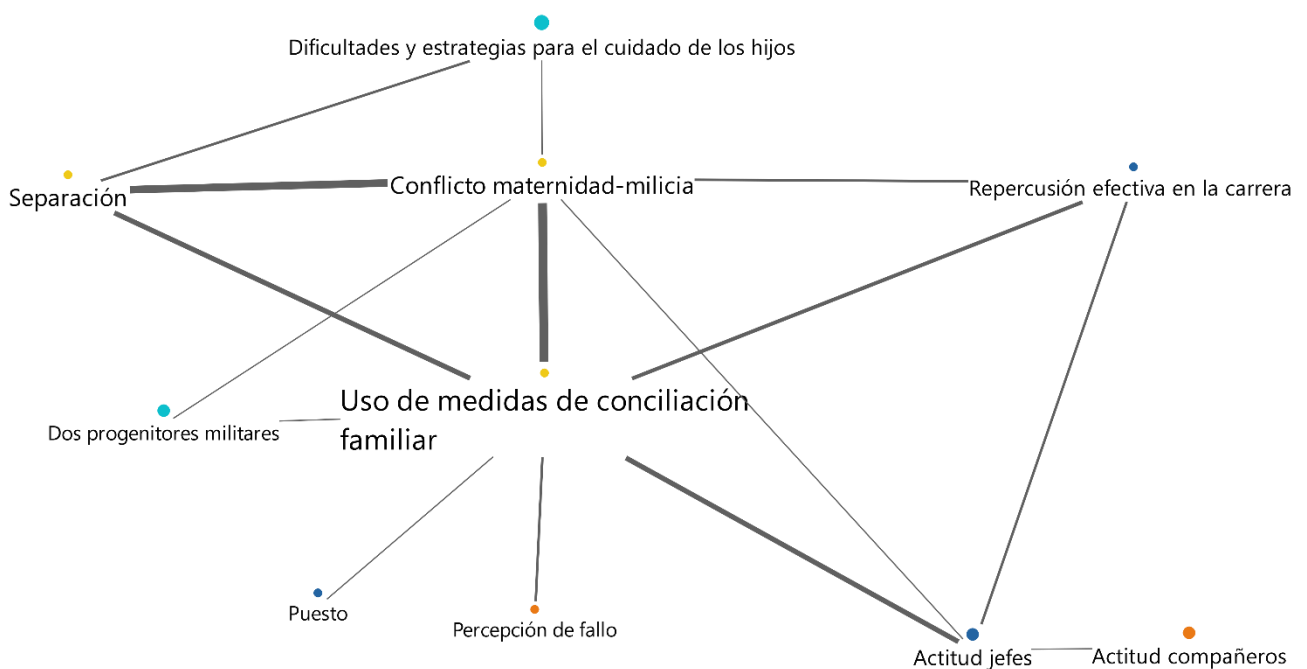 Dificultades y estrategias para el cuidado de los hijos
Separación
Conflicto maternidad-milicia
Repercusión efectiva en la carrera
Uso de medidas de conciliación
familiar
Dos progenitores militares
Puesto
Percepción de fallo
Actitud jefes
Actitud compañeros